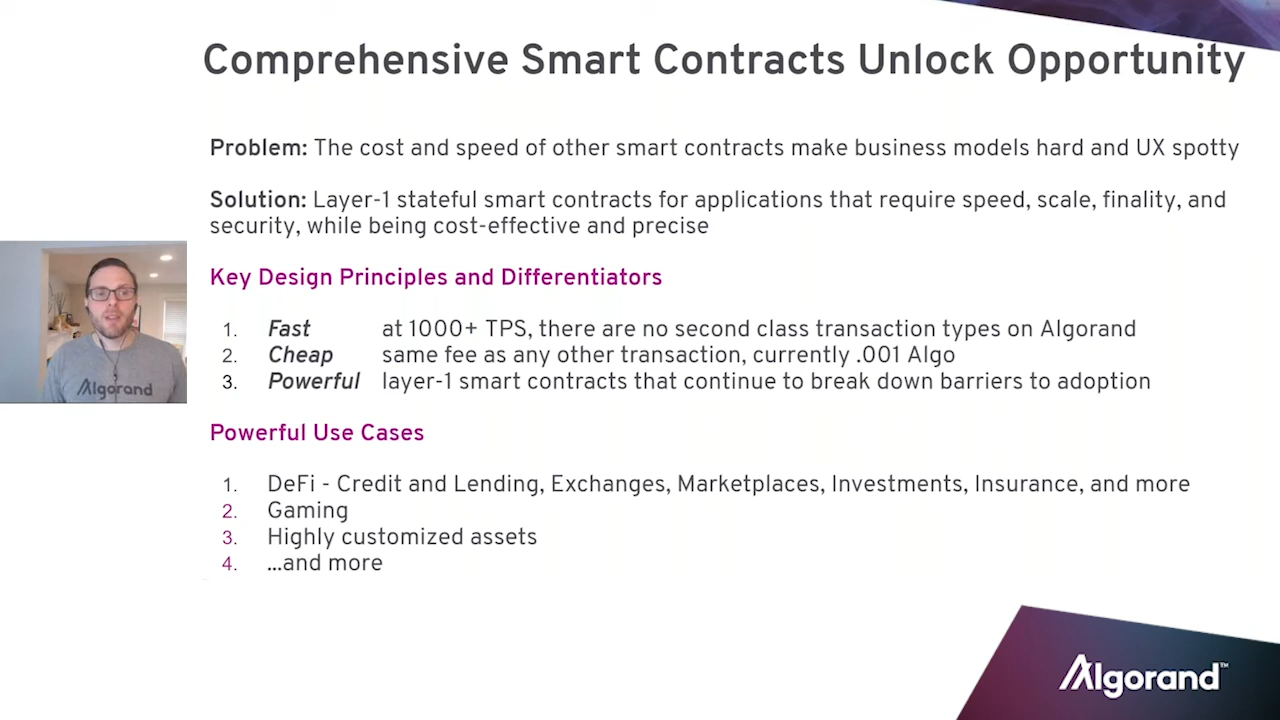 Comprehensive Smart Contracts Unlock Opportunity
Problem: The cost and speed of other smart contracts make business models hard and UX spotty
Solution: Layer-1 stateful smart contracts for applications that require speed, scale, finality, and
security, while being cost-effective and precise
Key Design Principles and Differentiators
1. Fast at 1000+ TPS, there are no second class transaction types on Algorand
2. Cheap same fee as any other transaction, currently .001 Algo
3. Powerful layer-1 smart contracts that continue to break down barriers to adoption
Algorand
Powerful Use Cases
1. DeFi - Credit and Lending, Exchanges, Marketplaces, Investments, Insurance, and more
2. Gaming
3. Highly customized assets
4. ...and more
Algorand™